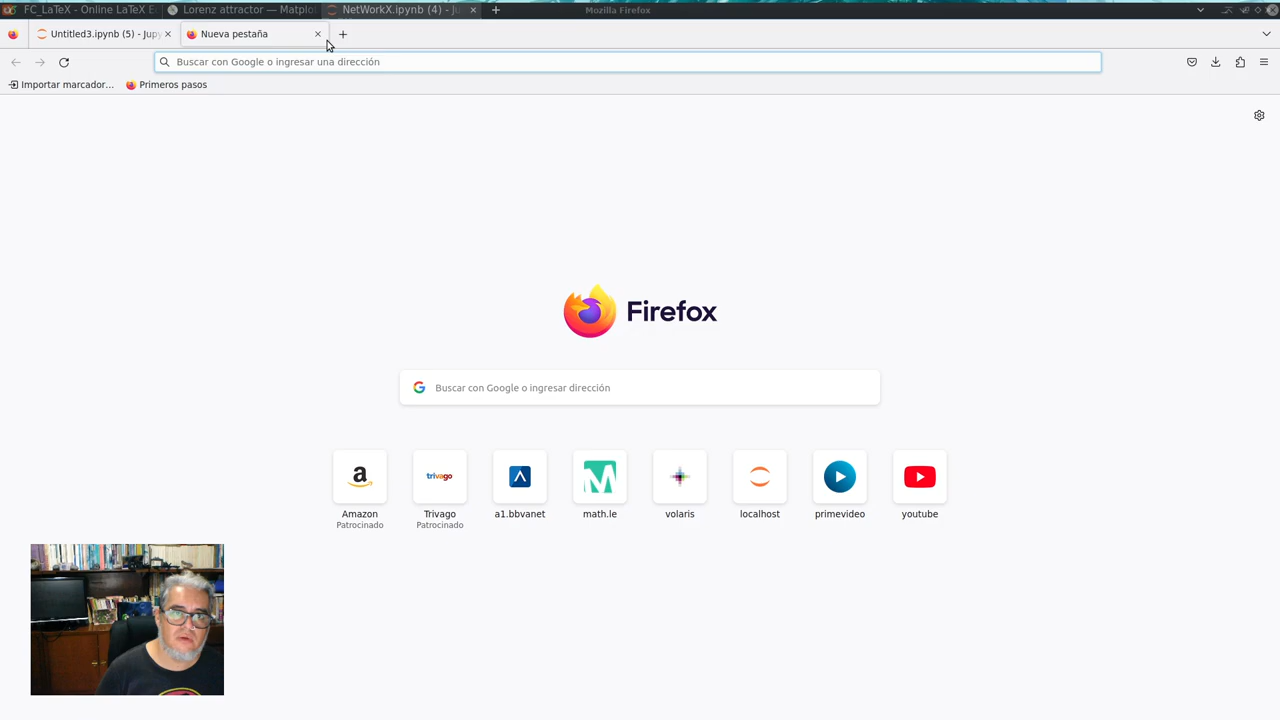 FC_LaTeX - Online LaTeX E
Lorenz attractor — Matplo
NetWorkX.ipynb (4) - Ju
Mozilla Firefox
Untitled3.ipynb (5) - Jupy
Nueva pestaña
Buscar con Google o ingresar una dirección
Importar marcador...
Primeros pasos
Firefox
Buscar con Google o ingresar dirección
a
trivago
M
Amazon
Patrocinado
Trivago
Patrocinado
a1.bbvanet
math.le
volaris
localhost
primevideo
youtube